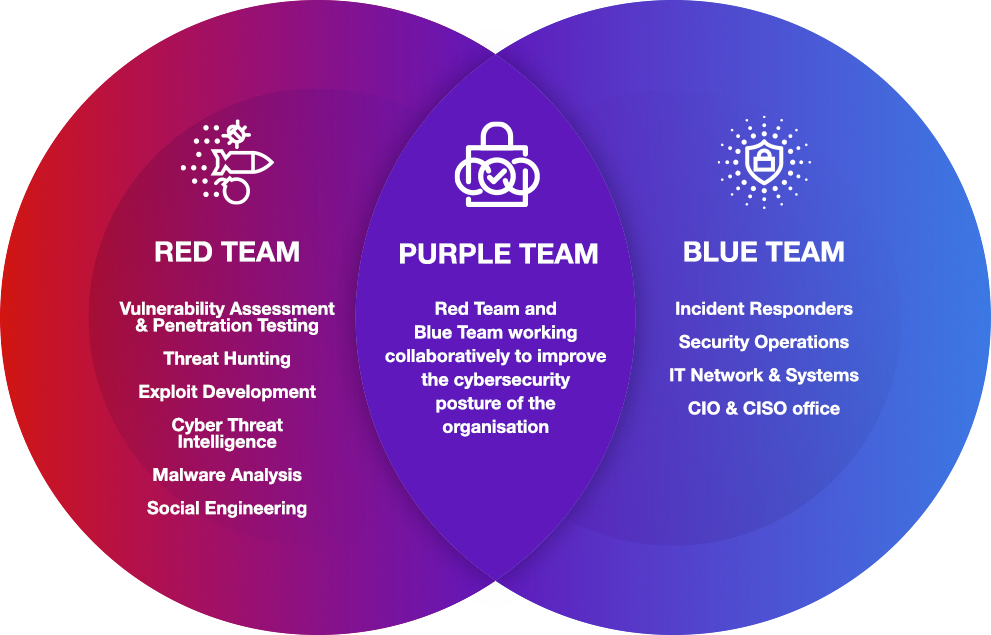 RED TEAM
Vulnerability Assessment
& Penetration Testing
Threat Hunting
Exploit Development
Cyber Threat
Intelligence
Malware Analysis
Social Engineering
PURPLE TEAM
Red Team and
Blue Team working
collaboratively to improve
the cybersecurity
posture of the
organisation
BLUE TEAM
Incident Responders
Security Operations
IT Network & Systems
CIO & CISO office